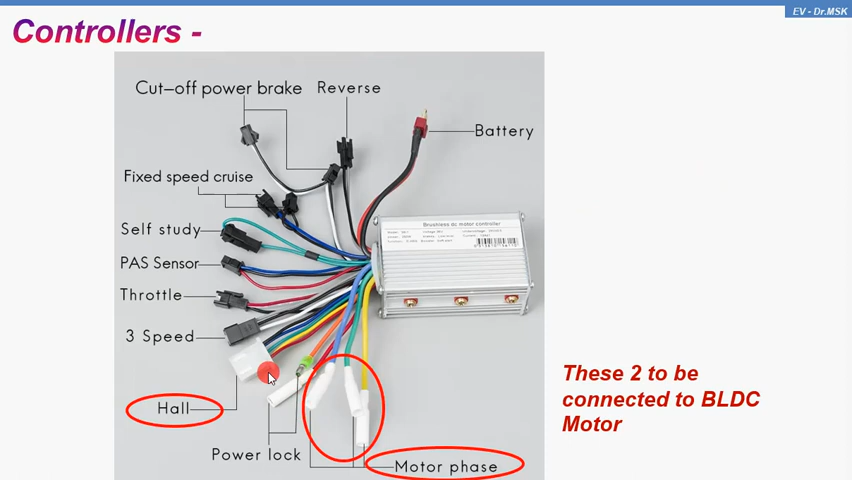 EV - Dr.MSK
Controllers -
Cut-off power brake
Reverse
Battery
Fixed speed cruise
Self study
PAS Sensor
Throttle
3 Speed
Hall
Power lock
Motor phase
Brushless dc motor controller
These 2 to be
connected to BLDC
Motor